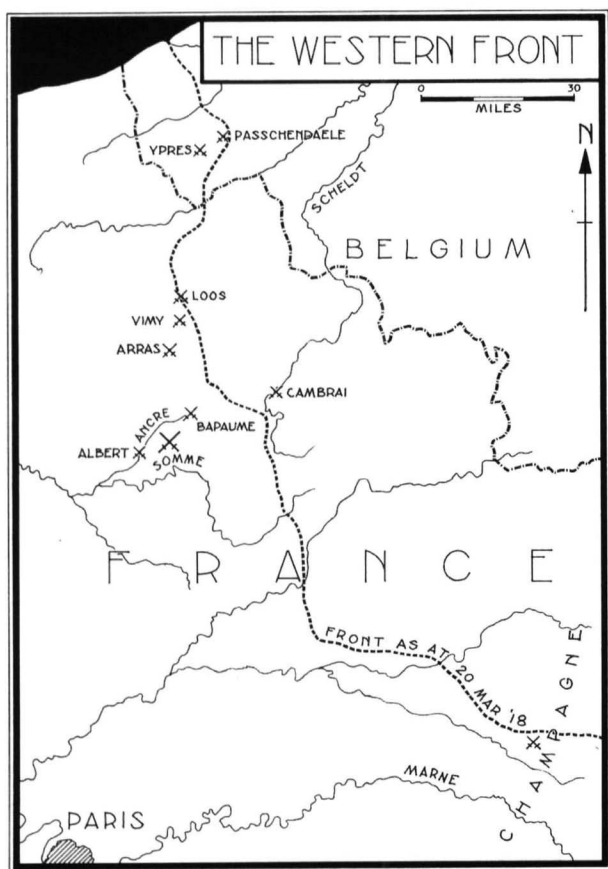 THE WESTERN FRONT
0 30
MILES
N
PASSCHENDAELE
YPRES
SCHELDT
BELGIUM
LOOS
VIMY
ARRAS
CAMBRAI
ANCRE
BAPAUME
ALBERT
SOMME
FRANCE
FRONT AS AT 20 MAR '18
CHAMPAGNE
MARNE
PARIS